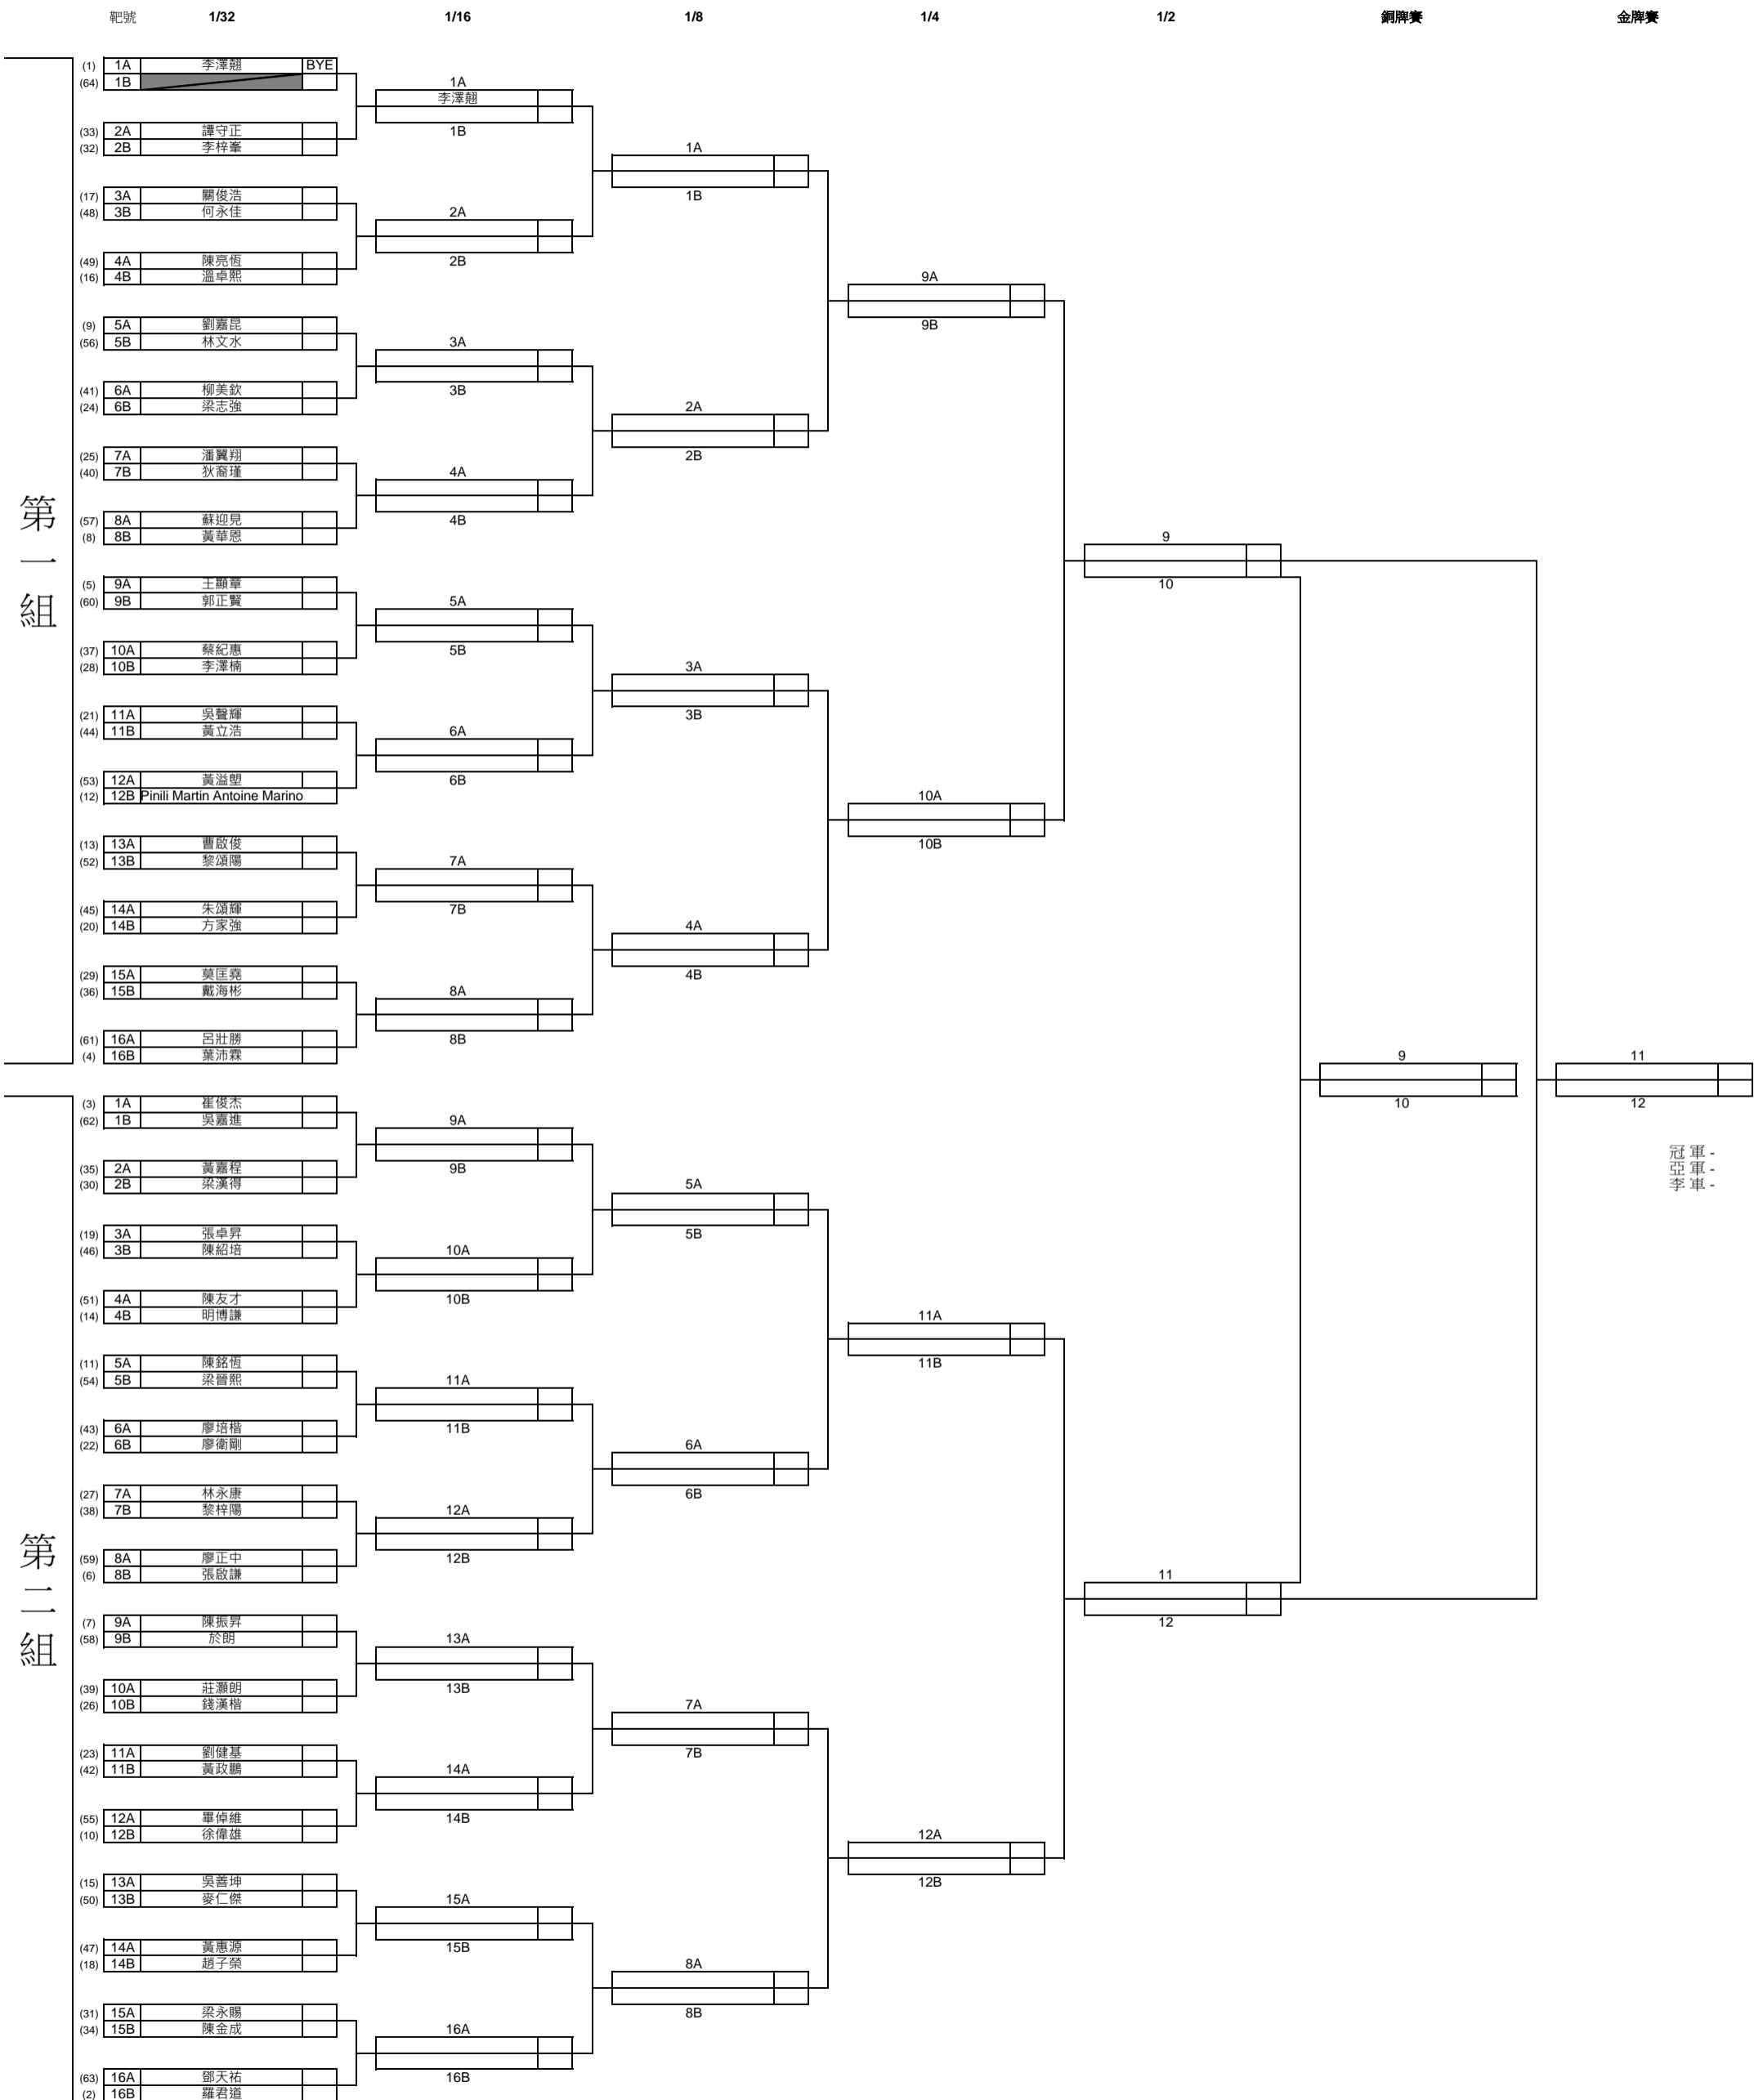 靶號 1/32 1/16 1/8 1/4 1/2 銅牌賽 金牌賽
(1) 1A 李澤翹 BYE
(64) 1B
1A
李澤翹
1B
(33) 2A 譚守正
(32) 2B 李梓峯
1A
1B
(17) 3A 關俊浩
(48) 3B 何永佳
2A
2B
(49) 4A 陳亮恆
(16) 4B 溫卓熙
9A
9B
(9) 5A 劉嘉昆
(56) 5B 林文水
3A
3B
(41) 6A 柳美欽
(24) 6B 梁志強
2A
2B
(25) 7A 潘翼翔
(40) 7B 狄裔瑾
4A
4B
(57) 8A 蘇迎見
(8) 8B 黃華恩
第一組
9
10
(5) 9A 王顯章
(60) 9B 郭正賢
5A
5B
(37) 10A 蔡紀惠
(28) 10B 李澤楠
3A
3B
(21) 11A 吳聲輝
(44) 11B 黃立浩
6A
6B
(53) 12A 黃溢塱
(12) 12B Pinili Martin Antoine Marino
10A
10B
(13) 13A 曹啟俊
(52) 13B 黎頌陽
7A
7B
(45) 14A 朱頌輝
(20) 14B 方家強
4A
4B
(29) 15A 莫匡堯
(36) 15B 戴海彬
8A
8B
(61) 16A 呂壯勝
(4) 16B 葉沛霖
9
10
11
12
冠 軍 -
亞 軍 -
季 軍 -
(3) 1A 崔俊杰
(62) 1B 吳嘉進
9A
9B
(35) 2A 黃嘉程
(30) 2B 梁漢得
5A
5B
(19) 3A 張卓昇
(46) 3B 陳紹培
10A
10B
(51) 4A 陳友才
(14) 4B 明博謙
11A
11B
(11) 5A 陳銘恆
(54) 5B 梁晉熙
11A
11B
(43) 6A 廖培楷
(22) 6B 廖衛剛
6A
6B
(27) 7A 林永康
(38) 7B 黎梓陽
12A
12B
(59) 8A 廖正中
(6) 8B 張啟謙
第二組
11
12
(7) 9A 陳振昇
(58) 9B 於朗
13A
13B
(39) 10A 莊灝朗
(26) 10B 錢漢楷
7A
7B
(23) 11A 劉健基
(42) 11B 黃政鵬
14A
14B
(55) 12A 畢倬維
(10) 12B 徐偉雄
12A
12B
(15) 13A 吳善坤
(50) 13B 麥仁傑
15A
15B
(47) 14A 黃惠源
(18) 14B 趙子榮
8A
8B
(31) 15A 梁永賜
(34) 15B 陳金成
16A
16B
(63) 16A 鄧天祐
(2) 16B 羅君道